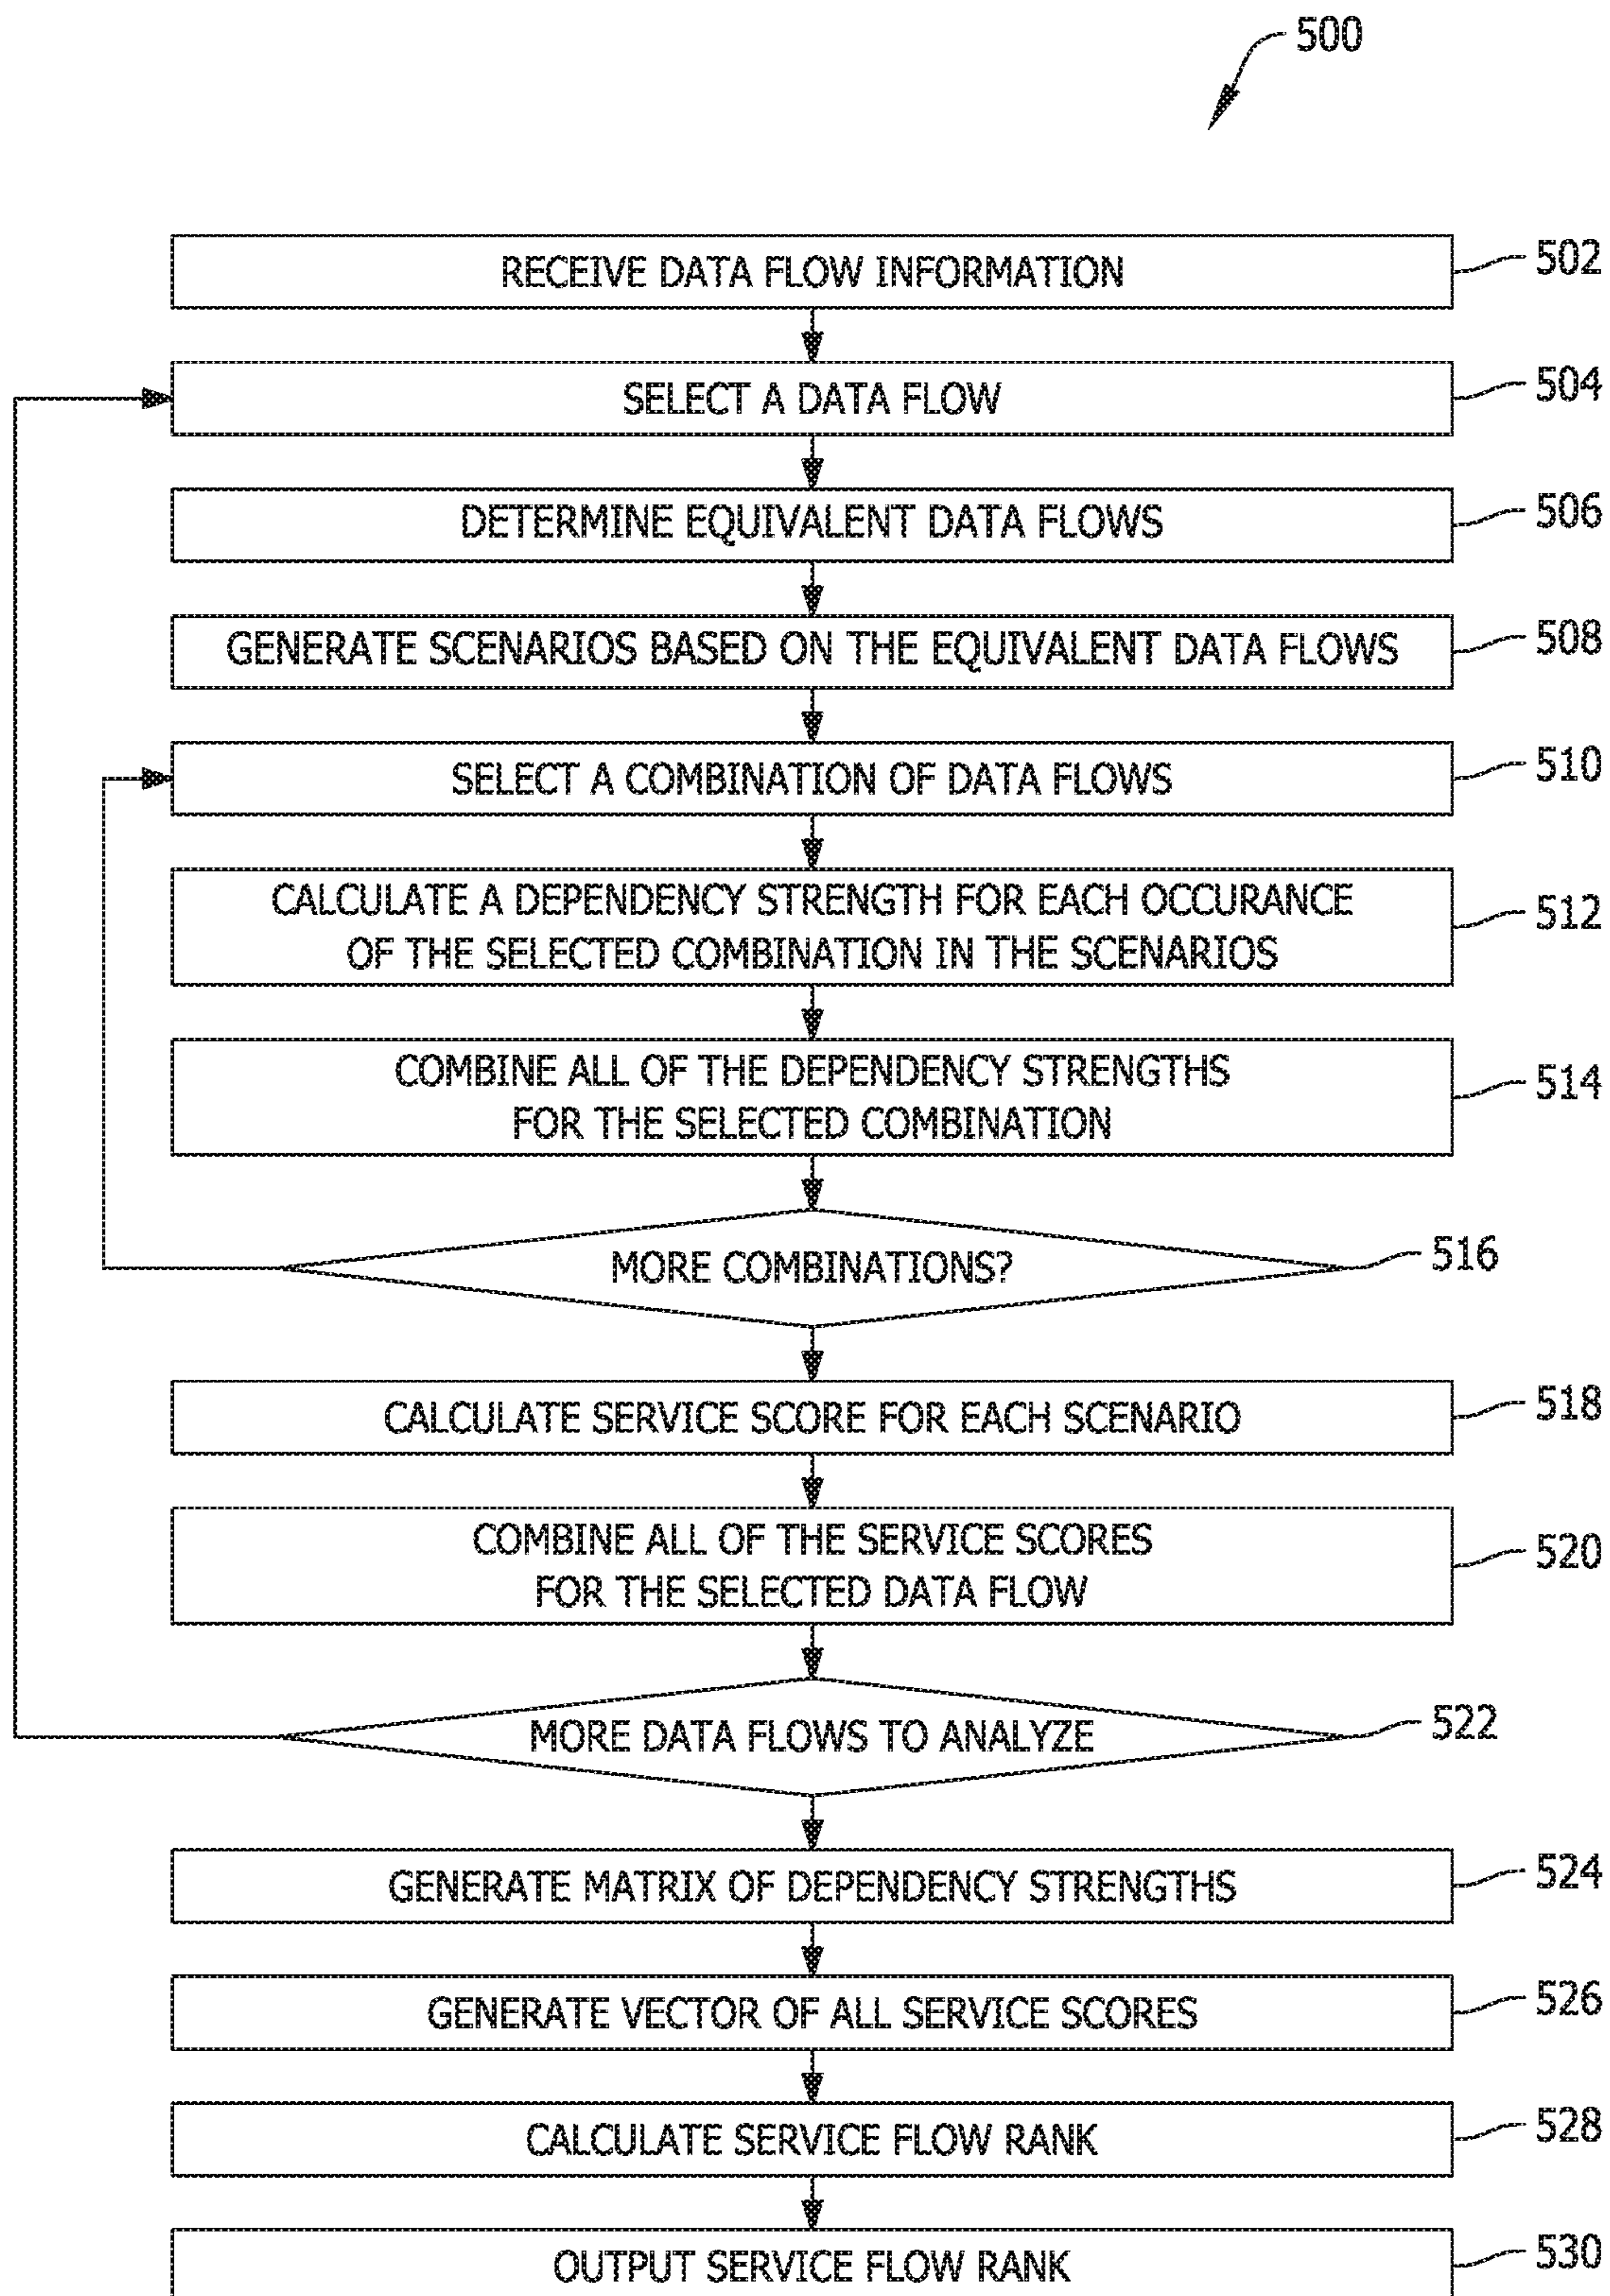 500
RECEIVE DATA FLOW INFORMATION
502
SELECT A DATA FLOW
504
DETERMINE EQUIVALENT DATA FLOWS
506
GENERATE SCENARIOS BASED ON THE EQUIVALENT DATA FLOWS
508
SELECT A COMBINATION OF DATA FLOWS
510
CALCULATE A DEPENDENCY STRENGTH FOR EACH OCCURANCE
OF THE SELECTED COMBINATION IN THE SCENARIOS
512
COMBINE ALL OF THE DEPENDENCY STRENGTHS
FOR THE SELECTED COMBINATION
514
MORE COMBINATIONS?
516
CALCULATE SERVICE SCORE FOR EACH SCENARIO
518
COMBINE ALL OF THE SERVICE SCORES
FOR THE SELECTED DATA FLOW
520
MORE DATA FLOWS TO ANALYZE
522
GENERATE MATRIX OF DEPENDENCY STRENGTHS
524
GENERATE VECTOR OF ALL SERVICE SCORES
526
CALCULATE SERVICE FLOW RANK
528
OUTPUT SERVICE FLOW RANK
530